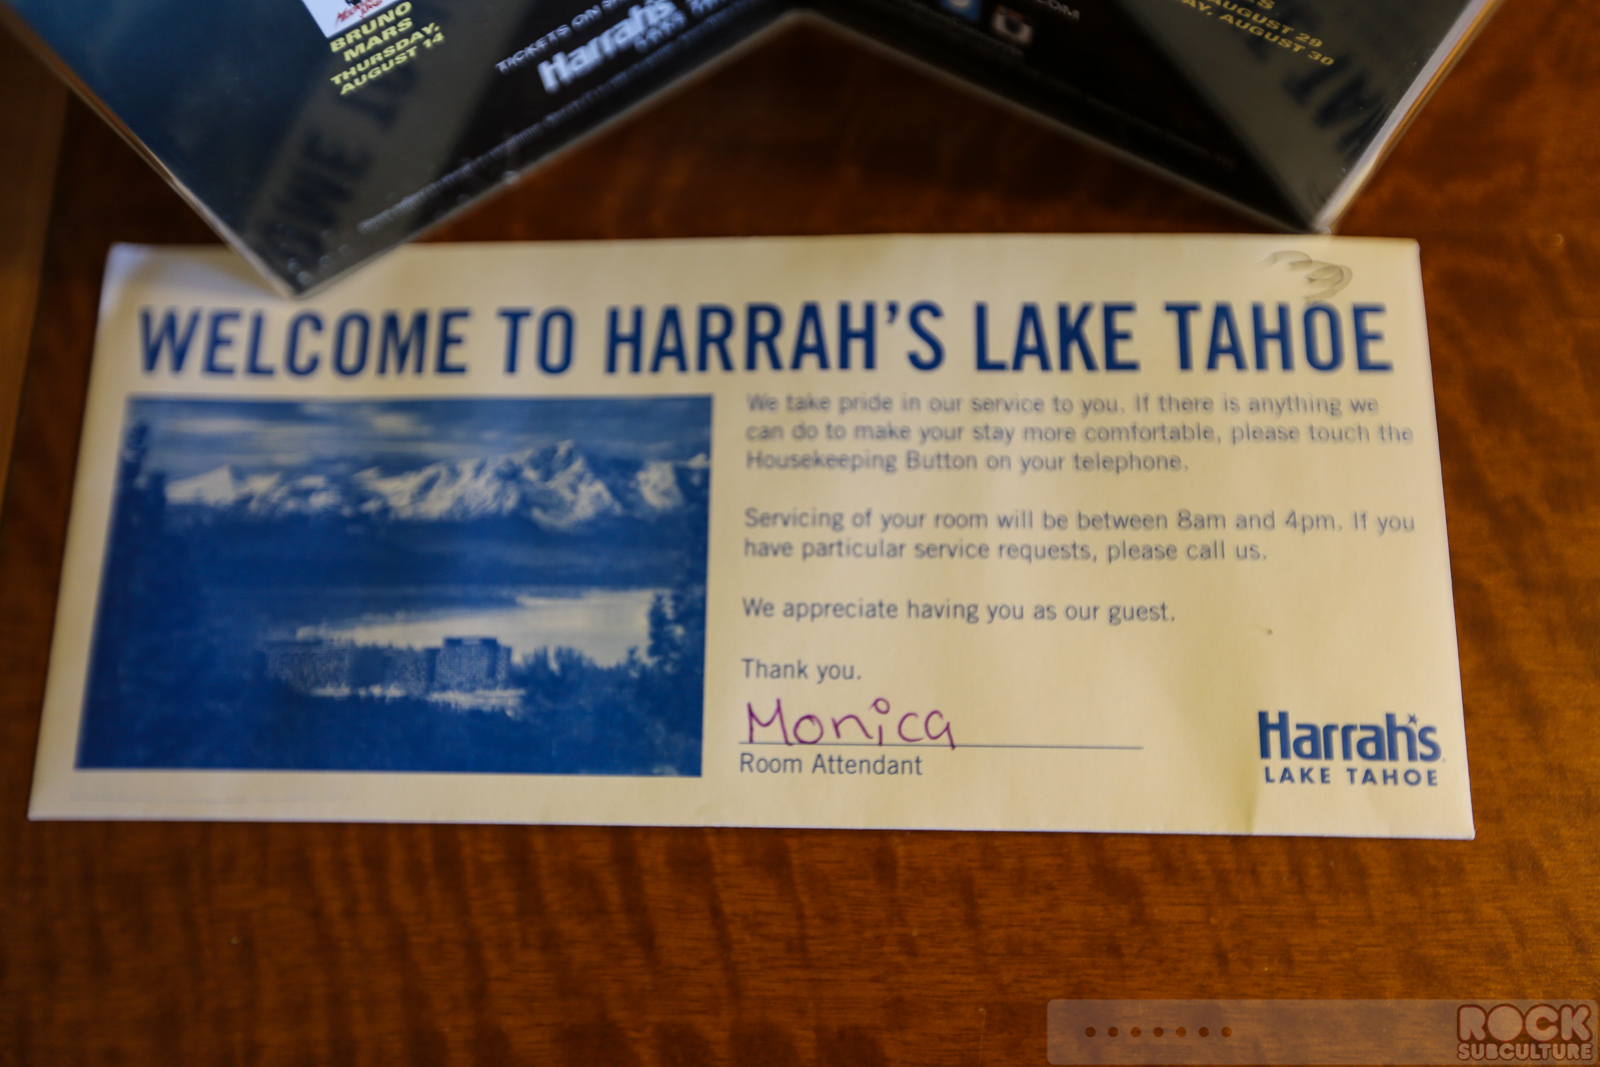 BRUNO
MARS
THURSDAY,
AUGUST 14
TICKETS ON
Harrah's
AUGUST 29
AUGUST 30
WELCOME TO HARRAH'S LAKE TAHOE
We take pride in our service to you. If there is anything we
can do to make your stay more comfortable, please touch the
Housekeeping Button on your telephone.
Servicing of your room will be between 8am and 4pm. If you
have particular service requests, please call us.
We appreciate having you as our guest.
Thank you.
Monica
Room Attendant
Harrah's
LAKE TAHOE
ROCK
SUBCULTURE